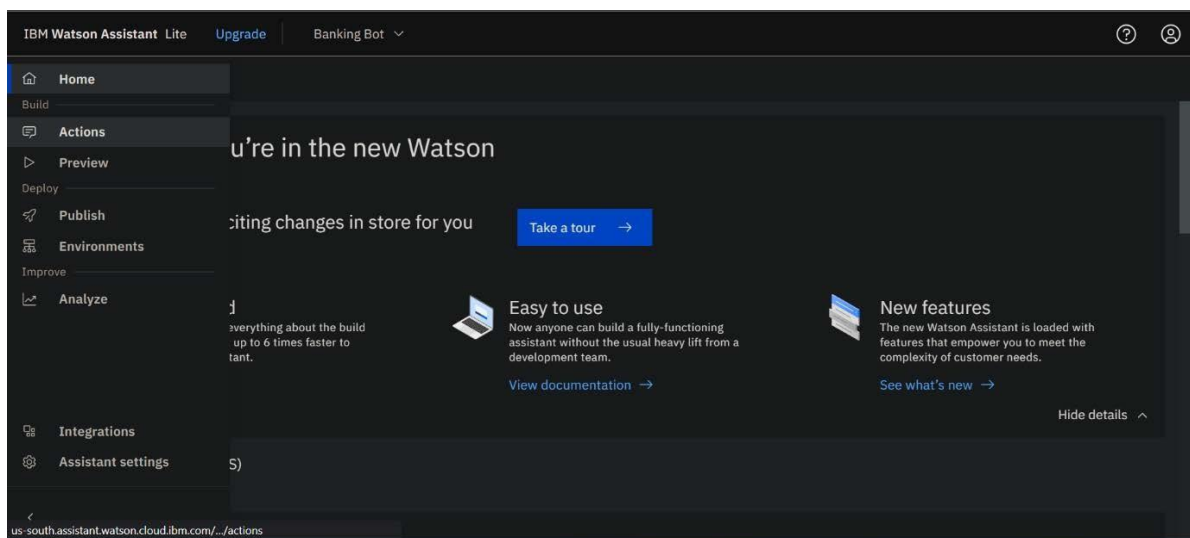 IBM Watson Assistant Lite Upgrade Banking Bot
Home
Build
Actions
Preview
Deploy
Publish
Environments
Improve
Analyze
Integrations
Assistant settings
u're in the new Watson
citing changes in store for you
Take a tour
everything about the build
up to 6 times faster to
tant.
Easy to use
Now anyone can build a fully-functioning
assistant without the usual heavy lift from a
development team.
View documentation
New features
The new Watson Assistant is loaded with
features that empower you to meet the
complexity of customer needs.
See what's new
Hide details
S)
us-south.assistant.watson.cloud.ibm.com/.../actions